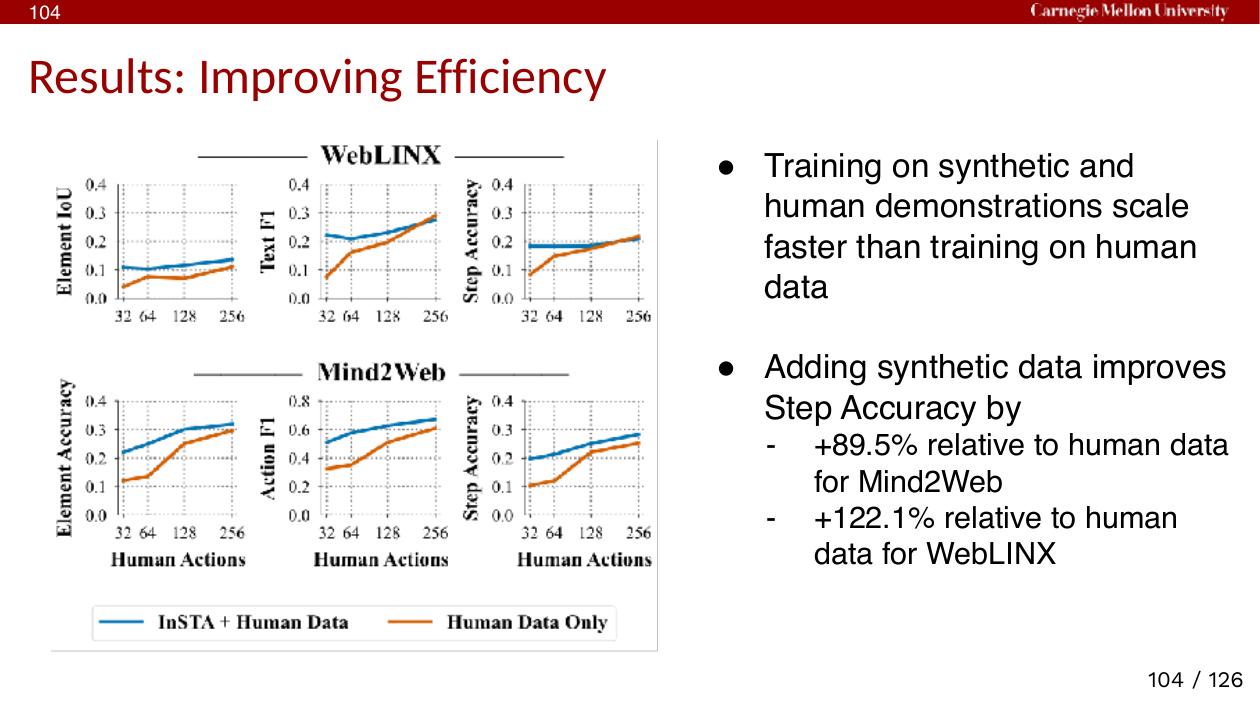 104
Carnegie Mellon University
Results: Improving Efficiency
WebLINX
Element IoU
0.4
0.3
0.2
0.1
0.0
32 64 128 256
Text F1
0.4
0.3
0.2
0.1
0.0
32 64 128 256
Step Accuracy
0.4
0.3
0.2
0.1
0.0
32 64 128 256
Mind2Web
Element Accuracy
0.4
0.3
0.2
0.1
0.0
32 64 128 256
Human Actions
Action F1
0.8
0.6
0.4
0.2
0.0
32 64 128 256
Human Actions
Step Accuracy
0.4
0.3
0.2
0.1
0.0
32 64 128 256
Human Actions
InSTA + Human Data
Human Data Only
● Training on synthetic and
human demonstrations scale
faster than training on human
data
● Adding synthetic data improves
Step Accuracy by
- +89.5% relative to human data
for Mind2Web
- +122.1% relative to human
data for WebLINX
104 / 126